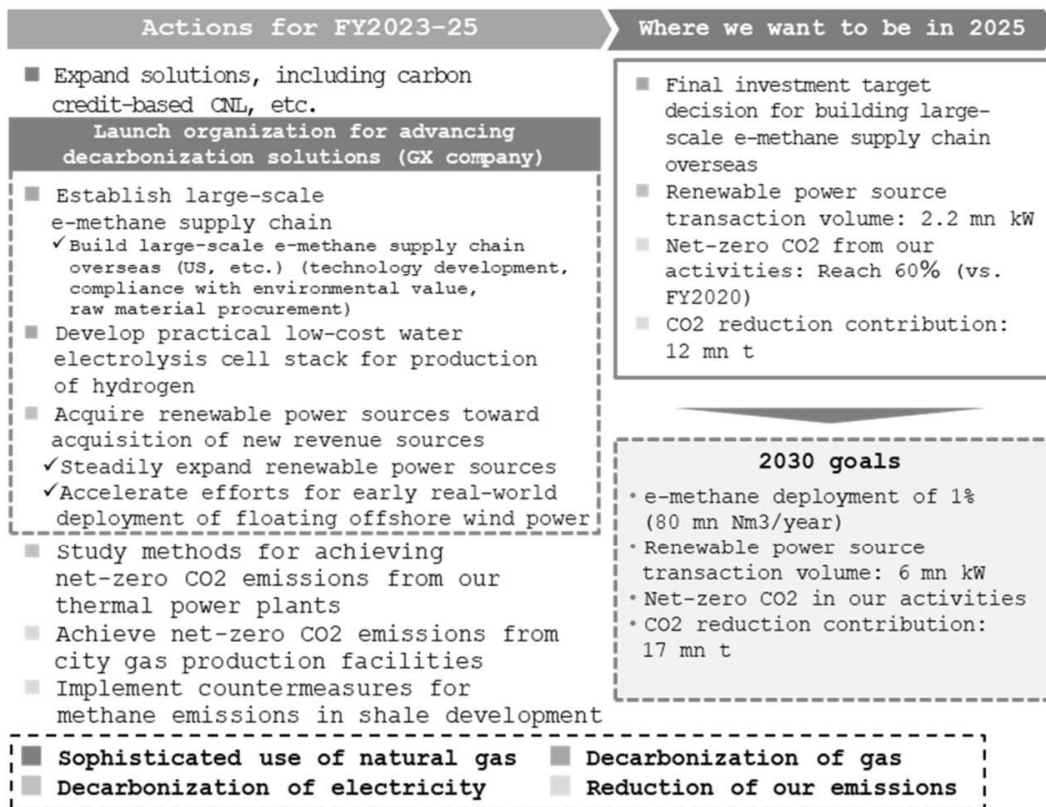 Actions for FY2023-25
■ Expand solutions, including carbon
credit-based CNL, etc.
Launch organization for advancing
decarbonization solutions (GX company)
■ Establish large-scale
e-methane supply chain
✓Build large-scale e-methane supply chain
overseas (US, etc.) (technology development,
compliance with environmental value,
raw material procurement)
■ Develop practical low-cost water
electrolysis cell stack for production
of hydrogen
■ Acquire renewable power sources toward
acquisition of new revenue sources
✓Steadily expand renewable power sources
✓Accelerate efforts for early real-world
deployment of floating offshore wind power
■ Study methods for achieving
net-zero CO2 emissions from our
thermal power plants
■ Achieve net-zero CO2 emissions from
city gas production facilities
■ Implement countermeasures for
methane emissions in shale development
Where we want to be in 2025
■ Final investment target
decision for building large-
scale e-methane supply chain
overseas
■ Renewable power source
transaction volume: 2.2 mn kW
■ Net-zero CO2 from our
activities: Reach 60% (vs.
FY2020)
■ CO2 reduction contribution:
12 mn t
2030 goals
• e-methane deployment of 1%
(80 mn Nm3/year)
• Renewable power source
transaction volume: 6 mn kW
• Net-zero CO2 in our activities
• CO2 reduction contribution:
17 mn t
■ Sophisticated use of natural gas
■ Decarbonization of gas
■ Decarbonization of electricity
■ Reduction of our emissions